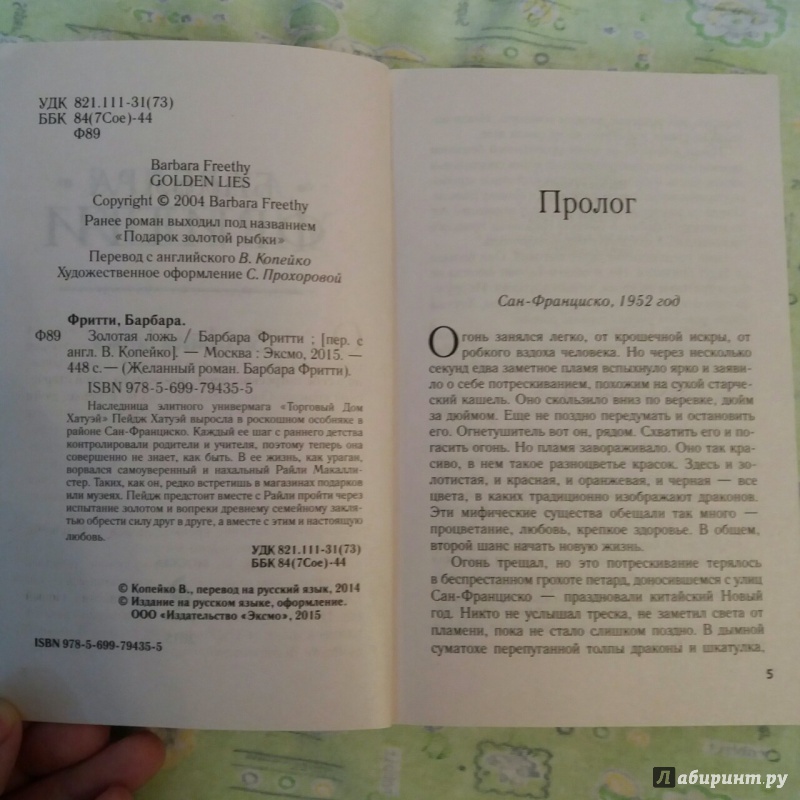 УДК 821.111-31(73)
ББК 84(7Сое)-44
Ф89
Barbara Freethy
GOLDEN LIES
Copyright © 2004 Barbara Freethy
Ранее роман выходил под названием
«Подарок золотой рыбки»
Перевод с английского В. Копейко
Художественное оформление С. Прохоровой
Фритти, Барбара.
Ф89 Золотая ложь / Барбара Фритти ; [пер. с
англ. В. Копейко]. — Москва : Эксмо, 2015. —
448 с. — (Желанный роман. Барбара Фритти).
ISBN 978-5-699-79435-5
Наследница элитного универмага «Торговый Дом
Хатуэй» Пейдж Хатуэй выросла в роскошном особняке в
районе Сан-Франциско. Каждый ее шаг с раннего детства
контролировали родители и учителя, поэтому теперь она
совершенно не знает, как быть. В ее жизнь, как ураган,
ворвался самоуверенный и нахальный Райли Макалли-
стер. Таких, как он, редко встретишь в магазинах подарков
или музеях. Пейдж предстоит вместе с Райли пройти через
испытание золотом и вопреки древнему семейному закля-
тью обрести силу друг в друге, а вместе с этим и настоящую
любовь.
УДК 821.111-31(73)
ББК 84(7Сое)-44
© Копейко В., перевод на русский язык, 2014
© Издание на русском языке, оформление.
ООО «Издательство «Эксмо», 2015
ISBN 978-5-699-79435-5
Пролог
Сан-Франциско, 1952 год
Огонь занялся легко, от крошечной искры, от
робкого вздоха человека. Но через несколько
секунд едва заметное пламя вспыхнуло ярко и заяви-
ло о себе потрескиванием, похожим на сухой старче-
ский кашель. Оно скользило вниз по веревке, дюйм
за дюймом. Еще не поздно передумать и остановить
его. Огнетушитель вот он, рядом. Схватить его и по-
гасить огонь. Но пламя завораживало. Оно так кра-
сиво, в нем такое разноцветье красок. Здесь и зо-
лотистая, и красная, и оранжевая, и черная — все
цвета, в каких традиционно изображают драконов.
Эти мифические существа обещали так много —
процветание, любовь, крепкое здоровье. В общем,
второй шанс начать новую жизнь.
Огонь трещал, но это потрескивание терялось
в беспрестанном грохоте петард, доносившемся с улиц
Сан-Франциско — праздновали китайский Новый
год. Никто не услышал треска, не заметил света от
пламени, пока не стало слишком поздно. В дымной
суматохе перепуганной толпы драконы и шкатулка,
5
Лабиринт.ру